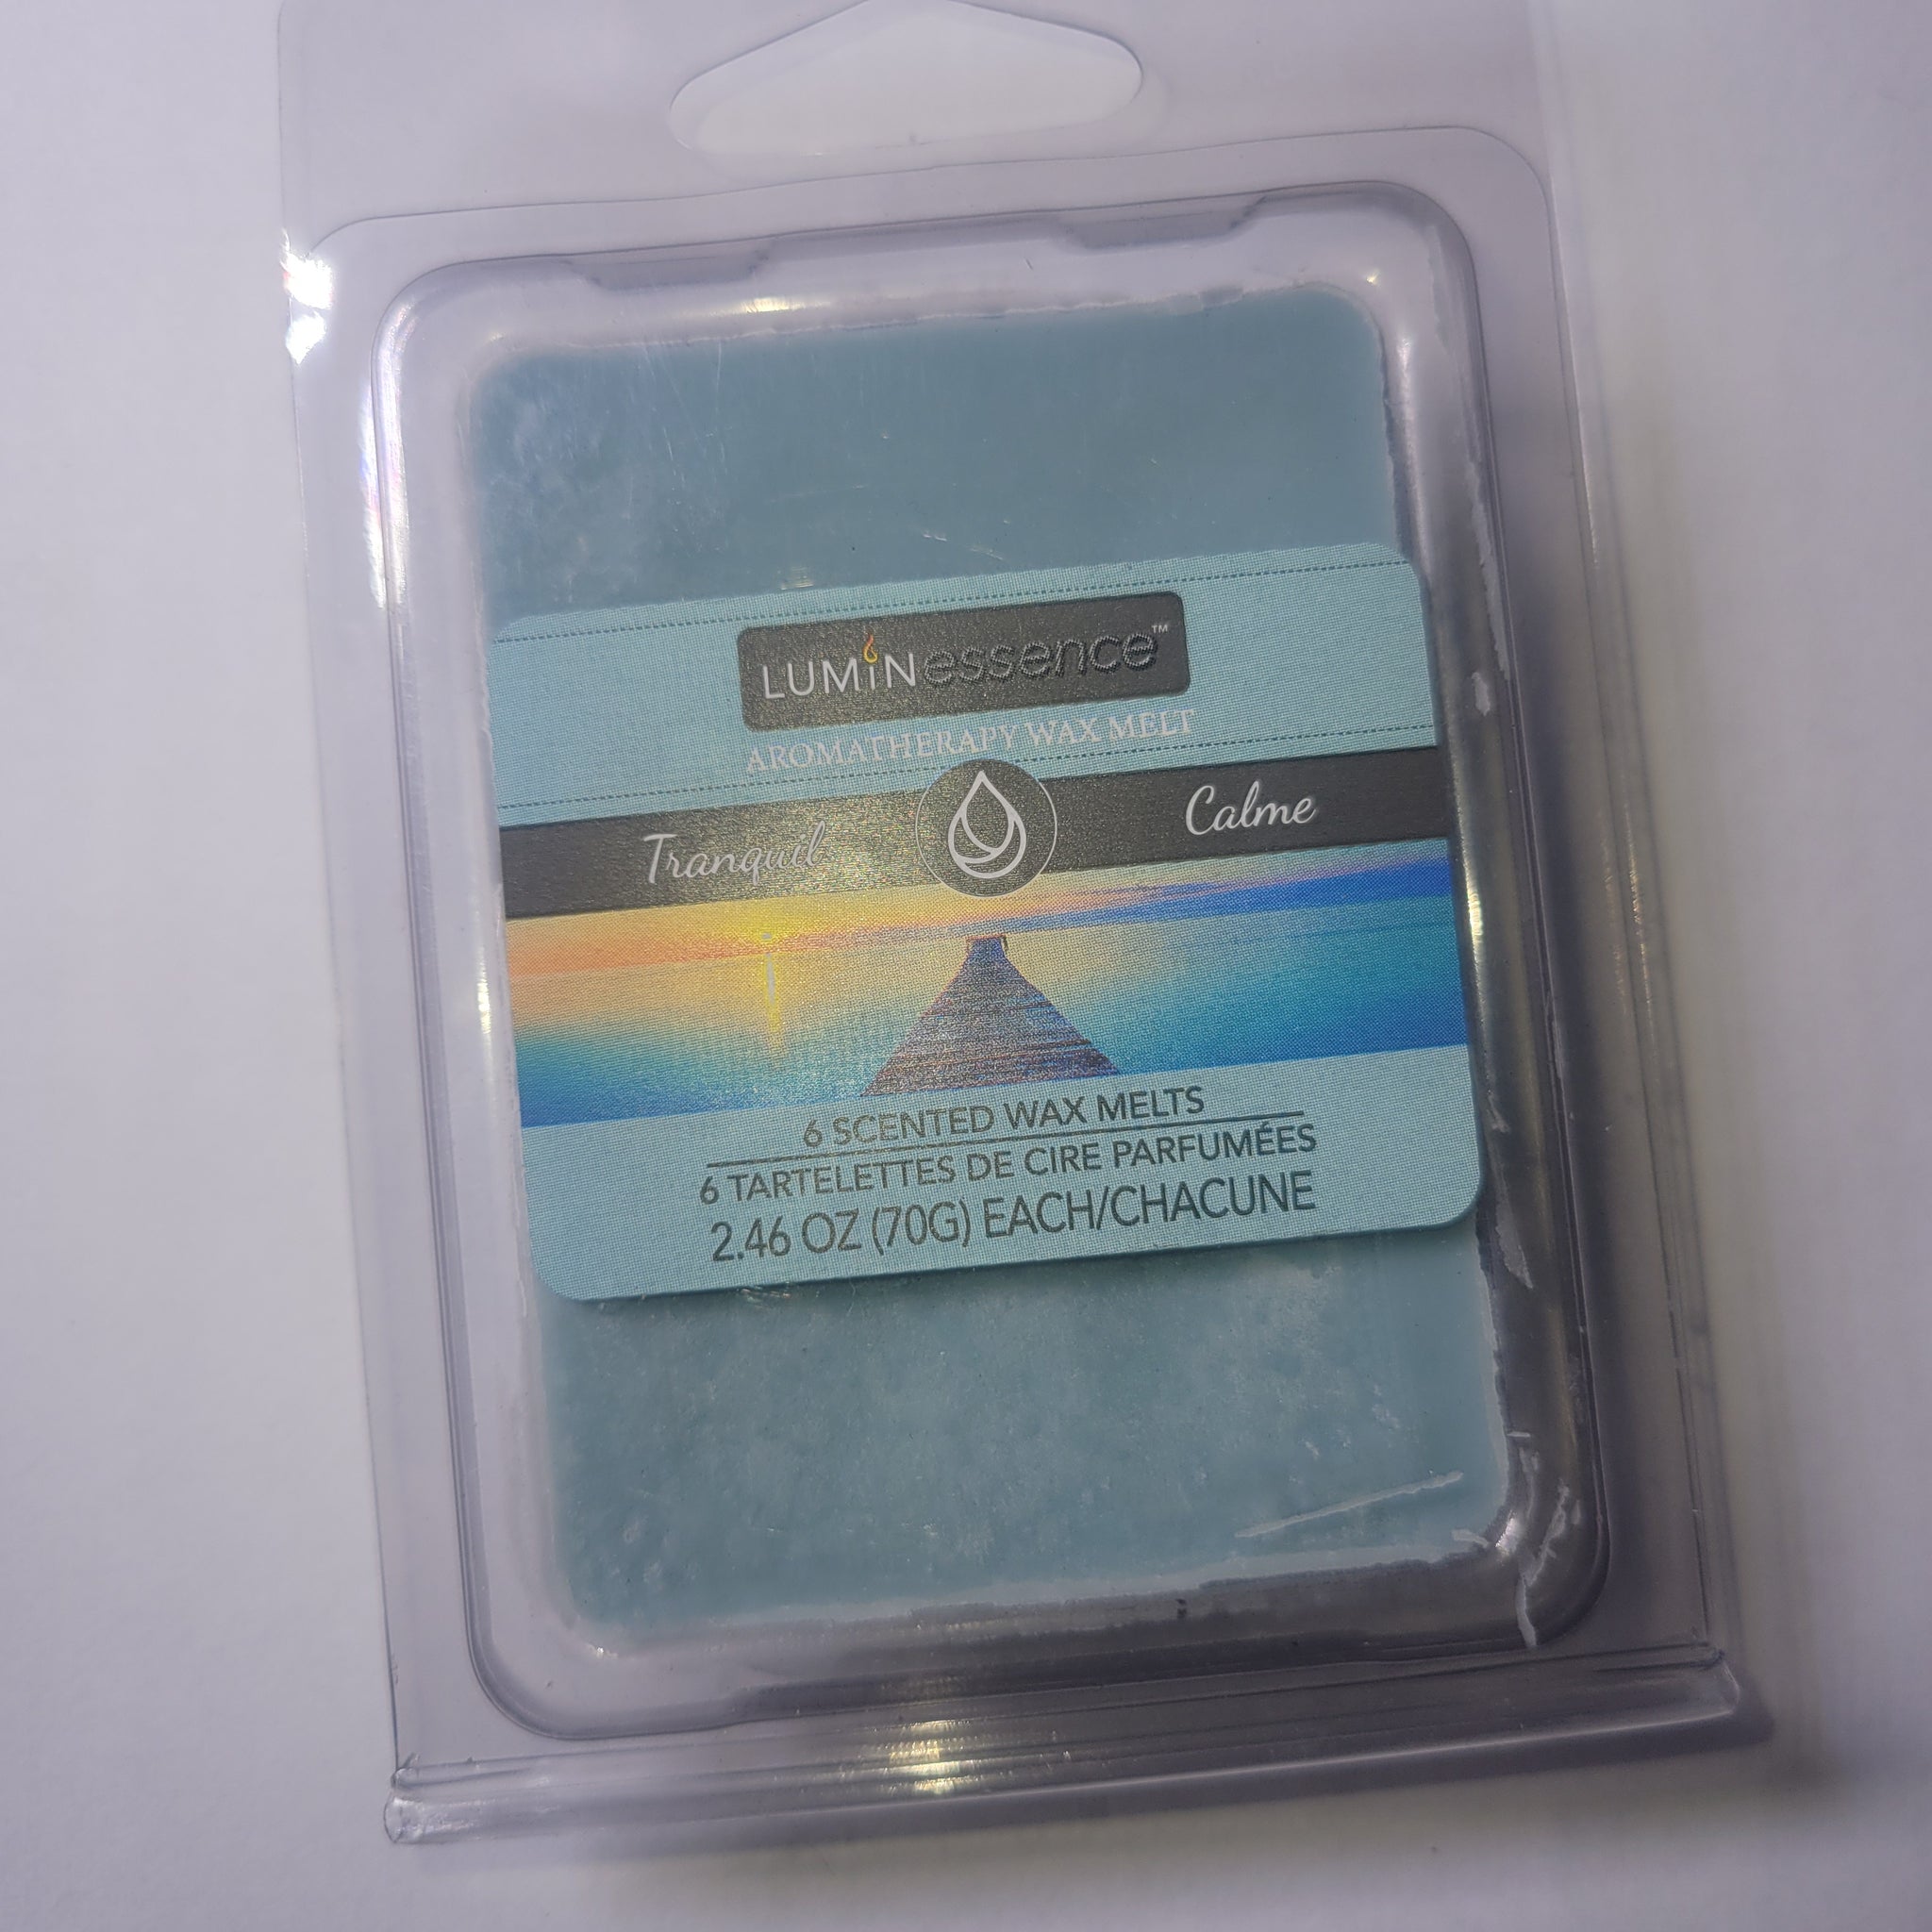 LUMiNessence™
AROMATHERAPY WAX MELT
Tranquil Calme
6 SCENTED WAX MELTS
6 TARTELETTES DE CIRE PARFUMÉES
2.46 OZ (70G) EACH/CHACUNE